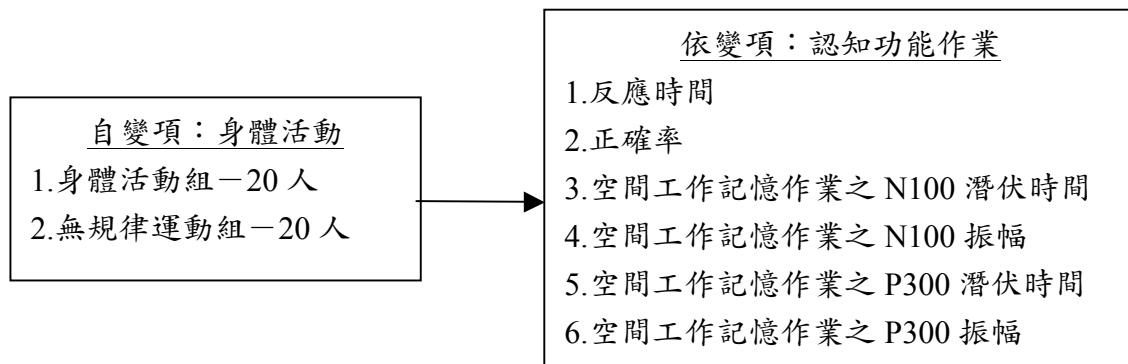 自變項：身體活動
1.身體活動組－20 人
2.無規律運動組－20 人
依變項：認知功能作業
1.反應時間
2.正確率
3.空間工作記憶作業之 N100 潛伏時間
4.空間工作記憶作業之 N100 振幅
5.空間工作記憶作業之 P300 潛伏時間
6.空間工作記憶作業之 P300 振幅